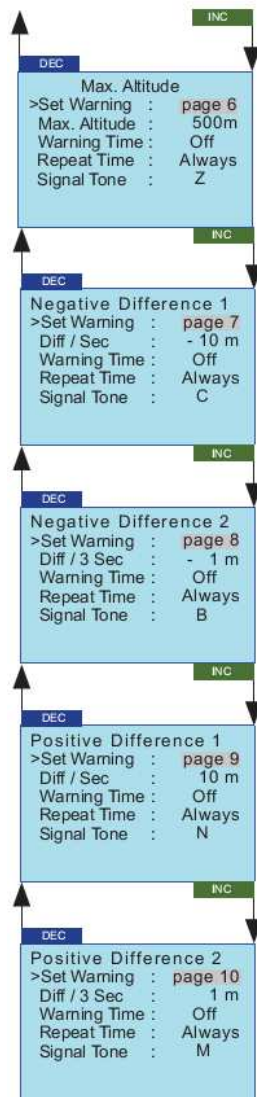 INC
DEC
Max. Altitude
>Set Warning : page 6
Max. Altitude : 500m
Warning Time : Off
Repeat Time : Always
Signal Tone : Z
INC
DEC
Negative Difference 1
>Set Warning : page 7
Diff / Sec : - 10 m
Warning Time : Off
Repeat Time : Always
Signal Tone : C
INC
DEC
Negative Difference 2
>Set Warning : page 8
Diff / 3 Sec : - 1 m
Warning Time : Off
Repeat Time : Always
Signal Tone : B
INC
DEC
Positive Difference 1
>Set Warning : page 9
Diff / Sec : 10 m
Warning Time : Off
Repeat Time : Always
Signal Tone : N
INC
DEC
Positive Difference 2
>Set Warning : page 10
Diff / 3 Sec : 1 m
Warning Time : Off
Repeat Time : Always
Signal Tone : M